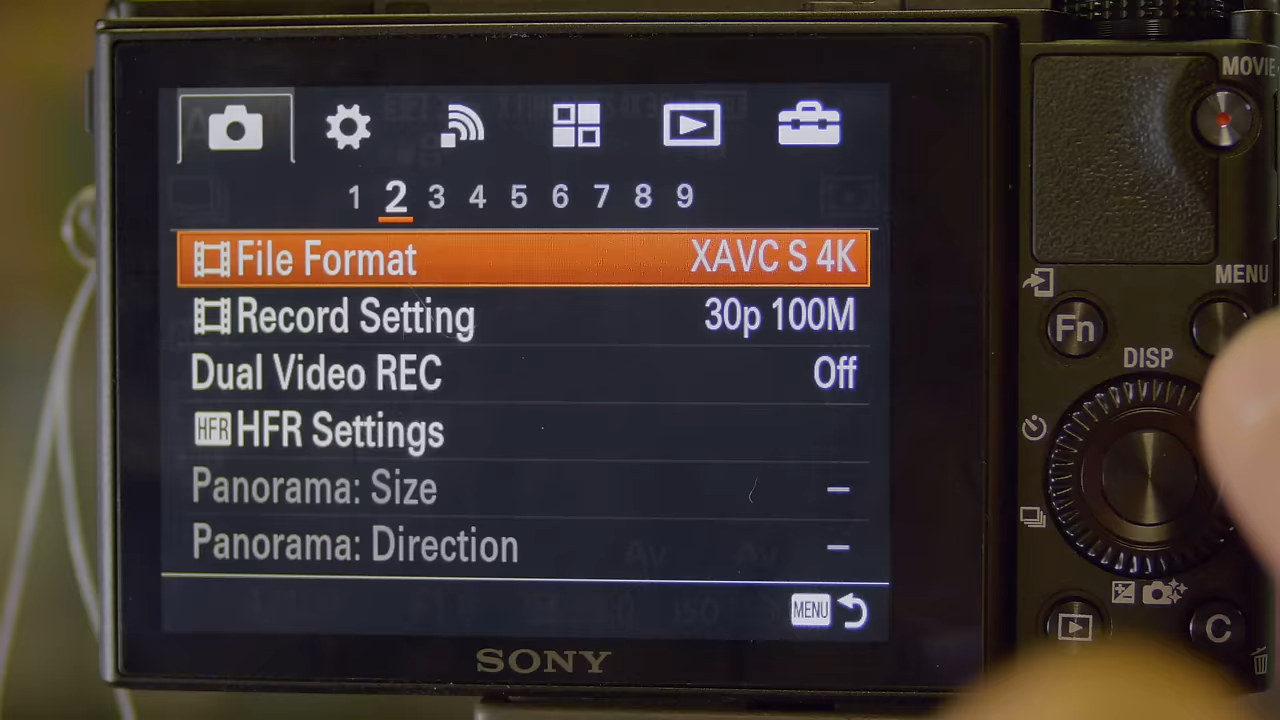 MOVIE
1 2 3 4 5 6 7 8 9
File Format XAVC S 4K
Record Setting 30p 100M
Dual Video REC Off
HFR HFR Settings
Panorama: Size –
Panorama: Direction –
MENU
SONY
MENU
Fn
DISP
C